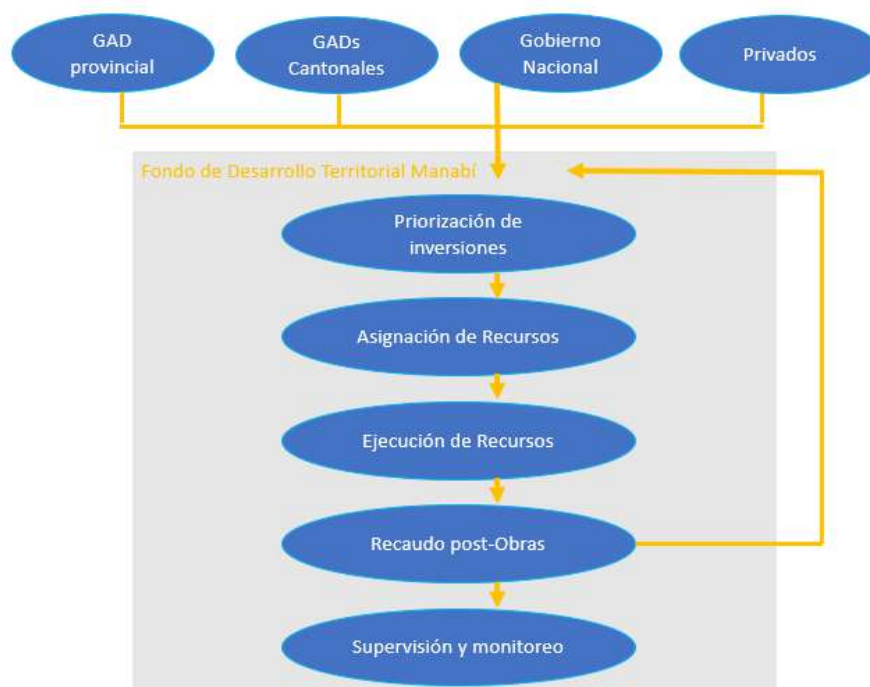 GAD
provincial
GADs
Cantonales
Gobierno
Nacional
Privados
Fondo de Desarrollo Territorial Manabí
Priorización de
inversiones
Asignación de Recursos
Ejecución de Recursos
Recaudo post-Obras
Supervisión y monitoreo